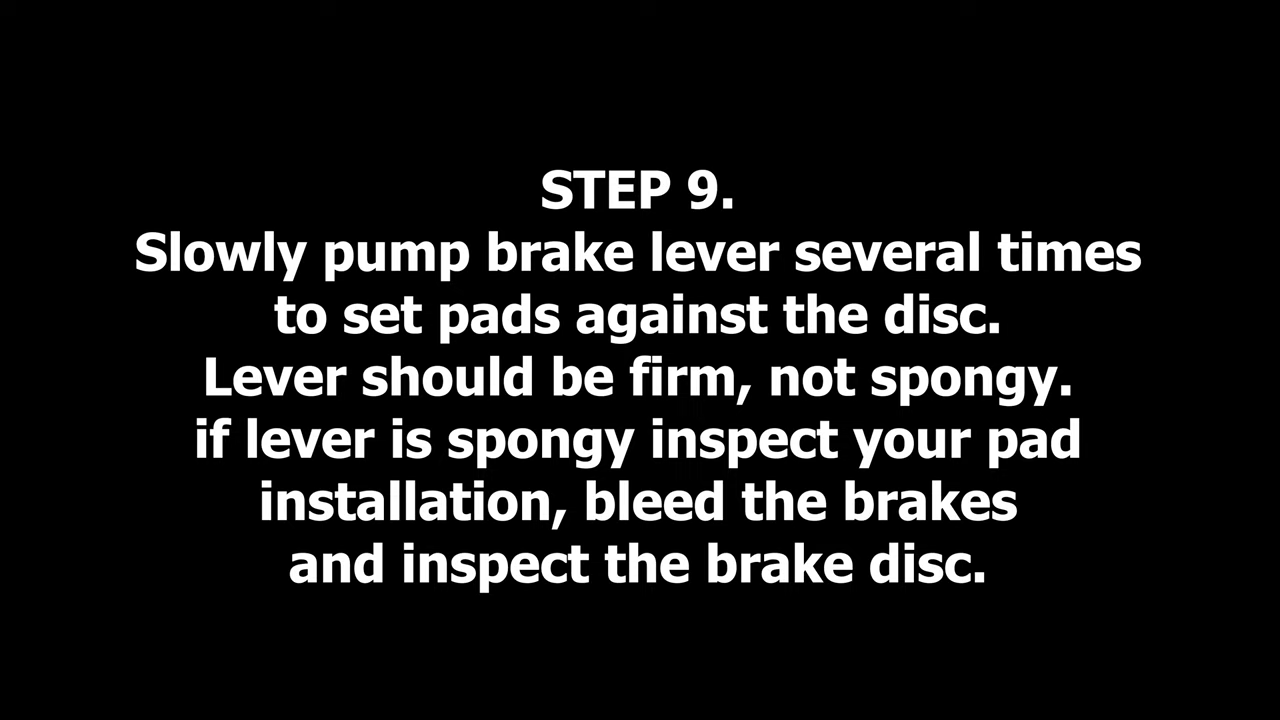 STEP 9.
Slowly pump brake lever several times
to set pads against the disc.
Lever should be firm, not spongy.
if lever is spongy inspect your pad
installation, bleed the brakes
and inspect the brake disc.